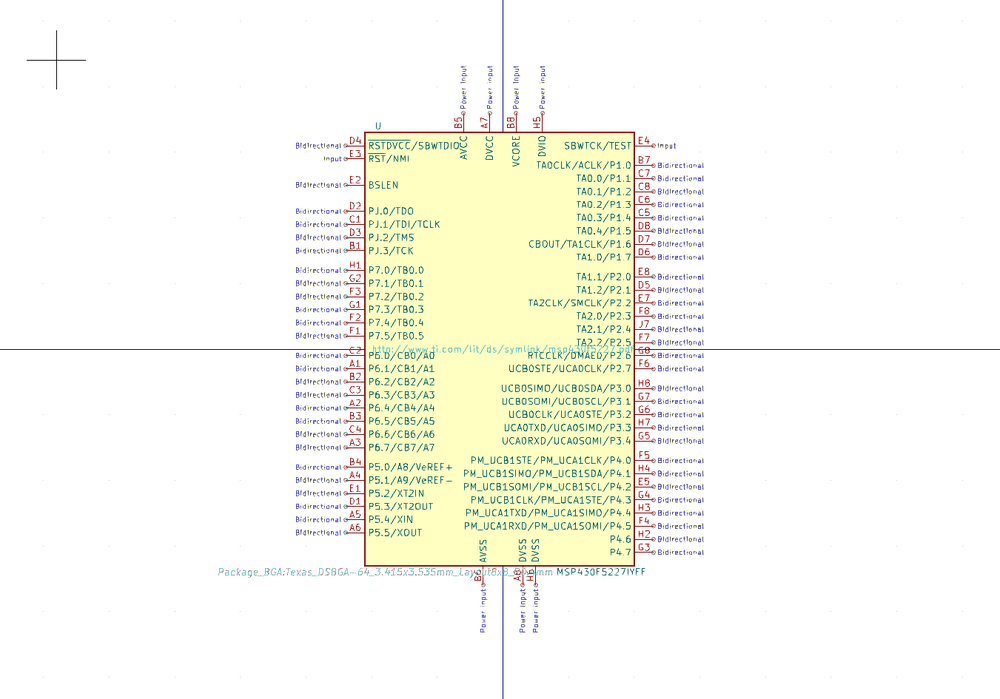 Power Input Power Input Power Input Power Input
B5 A7 B8 H5
U
AVCC DVCC VCORE DVIO
Bidirectional D4 RSTDVCC/SBWTDIO
Input E3 RST/NMI
Bidirectional E2 BSLEN
Bidirectional D2 PJ.0/TDO
Bidirectional C1 PJ.1/TDI/TCLK
Bidirectional D3 PJ.2/TMS
Bidirectional B1 PJ.3/TCK
Bidirectional H1 P7.0/TB0.0
Bidirectional G2 P7.1/TB0.1
Bidirectional F3 P7.2/TB0.2
Bidirectional G1 P7.3/TB0.3
Bidirectional F2 P7.4/TB0.4
Bidirectional F1 P7.5/TB0.5
Bidirectional C2 P6.0/CB0/A0
Bidirectional A1 P6.1/CB1/A1
Bidirectional B2 P6.2/CB2/A2
Bidirectional C3 P6.3/CB3/A3
Bidirectional A2 P6.4/CB4/A4
Bidirectional B3 P6.5/CB5/A5
Bidirectional C4 P6.6/CB6/A6
Bidirectional A3 P6.7/CB7/A7
Bidirectional B4 P5.0/A8/VeREF+
Bidirectional A4 P5.1/A9/VeREF-
Bidirectional E1 P5.2/XT2IN
Bidirectional D1 P5.3/XT2OUT
Bidirectional A5 P5.4/XIN
Bidirectional A6 P5.5/XOUT
SBWTCK/TEST E4 Input
TA0CLK/ACLK/P1.0 B7 Bidirectional
TA0.0/P1.1 C7 Bidirectional
TA0.1/P1.2 C8 Bidirectional
TA0.2/P1.3 C6 Bidirectional
TA0.3/P1.4 C5 Bidirectional
TA0.4/P1.5 D8 Bidirectional
CBOUT/TA1CLK/P1.6 D7 Bidirectional
TA1.0/P1.7 D6 Bidirectional
TA1.1/P2.0 E8 Bidirectional
TA1.2/P2.1 D5 Bidirectional
TA2CLK/SMCLK/P2.2 E7 Bidirectional
TA2.0/P2.3 F8 Bidirectional
TA2.1/P2.4 J7 Bidirectional
TA2.2/P2.5 F7 Bidirectional
http://www.ti.com/lit/ds/symlink/msp430f5227.pdf
RTCCLK/DMAE0/P2.6 G8 Bidirectional
UCB0STE/UCA0CLK/P2.7 F6 Bidirectional
UCB0SIMO/UCB0SDA/P3.0 H8 Bidirectional
UCB0SOMI/UCB0SCL/P3.1 G7 Bidirectional
UCB0CLK/UCA0STE/P3.2 G6 Bidirectional
UCA0TXD/UCA0SIMO/P3.3 H7 Bidirectional
UCA0RXD/UCA0SOMI/P3.4 G5 Bidirectional
PM_UCB1STE/PM_UCA1CLK/P4.0 F5 Bidirectional
PM_UCB1SIMO/PM_UCB1SDA/P4.1 H4 Bidirectional
PM_UCB1SOMI/PM_UCB1SCL/P4.2 E5 Bidirectional
PM_UCB1CLK/PM_UCA1STE/P4.3 G4 Bidirectional
PM_UCA1TXD/PM_UCA1SIMO/P4.4 H3 Bidirectional
PM_UCA1RXD/PM_UCA1SOMI/P4.5 F4 Bidirectional
P4.6 H2 Bidirectional
P4.7 G3 Bidirectional
AVSS DVSS DVSS
MSP430F5227IYFF
Power Input Power Input Power Input